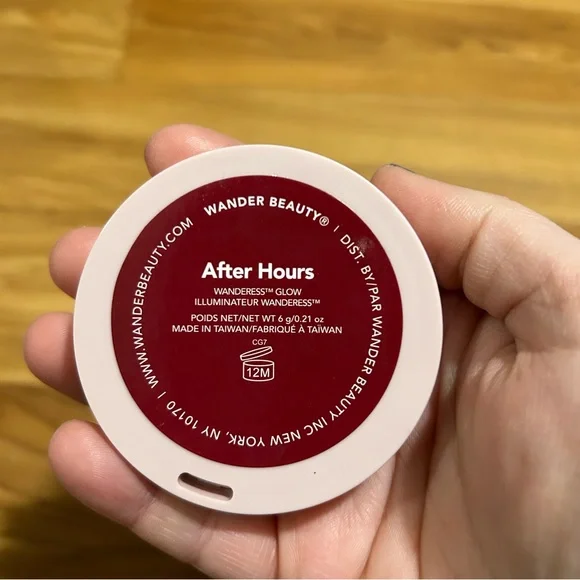 WANDER BEAUTY® | DIST. BY/PAR WANDER BEAUTY INC NEW YORK, NY 10170 | WWW.WANDERBEAUTY.COM
After Hours
WANDERESS™ GLOW
ILLUMINATEUR WANDERESS™
POIDS NET/NET WT 6 g/0.21 oz
MADE IN TAIWAN/FABRIQUÉ À TAÏWAN
CG7
12M